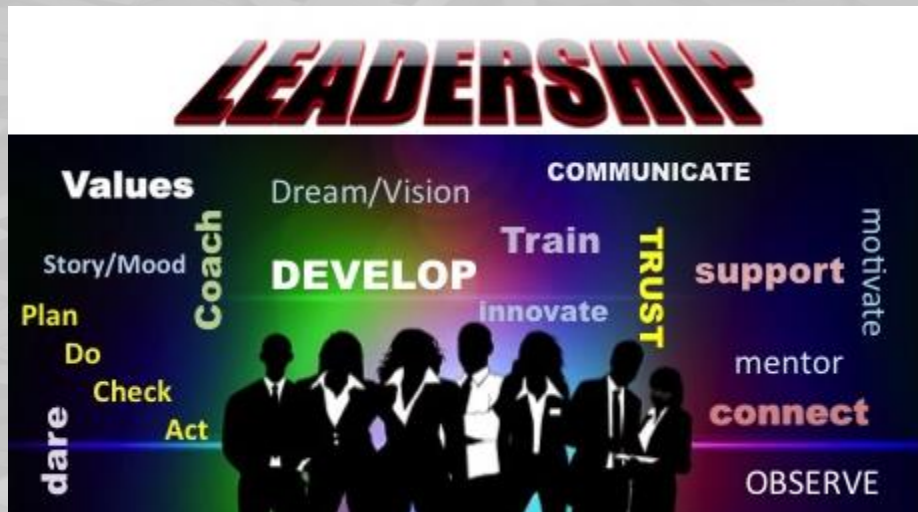 LEADERSHIP
Values
Dream/Vision
COMMUNICATE
Coach
Story/Mood
DEVELOP
Train
innovate
TRUST
support
motivate
Plan
Do
Check
Act
mentor
connect
dare
OBSERVE